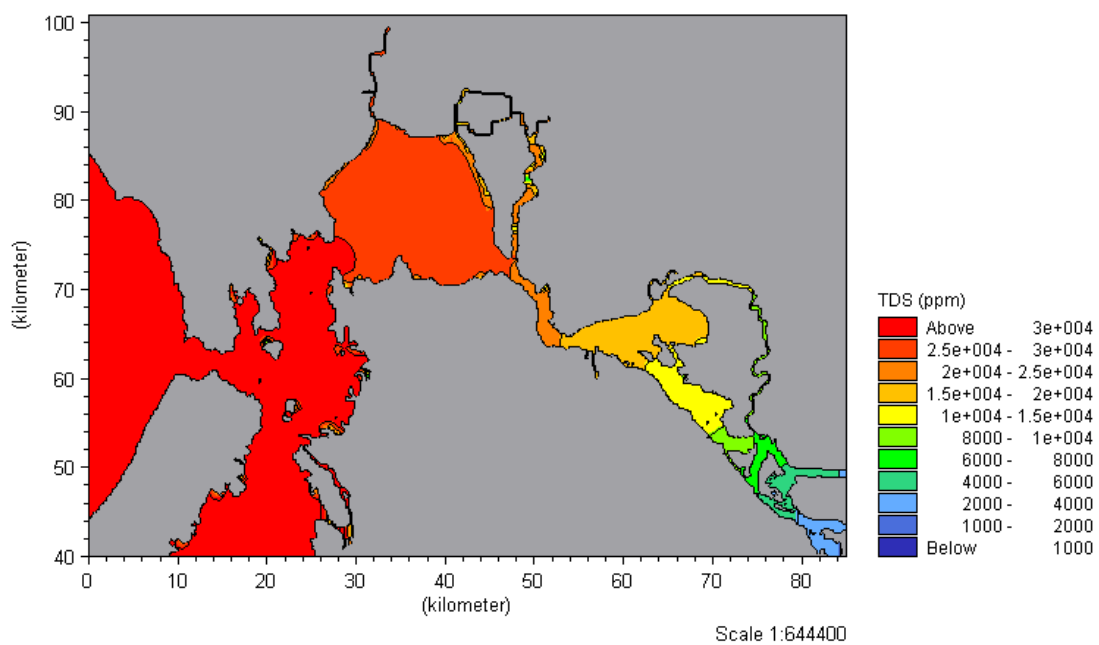 100
90
80
70
60
50
40
(kilometer)
0 10 20 30 40 50 60 70 80
(kilometer)
Scale 1:644400
TDS (ppm)
Above 3e+004
2.5e+004 - 3e+004
2e+004 - 2.5e+004
1.5e+004 - 2e+004
1e+004 - 1.5e+004
8000 - 1e+004
6000 - 8000
4000 - 6000
2000 - 4000
1000 - 2000
Below 1000